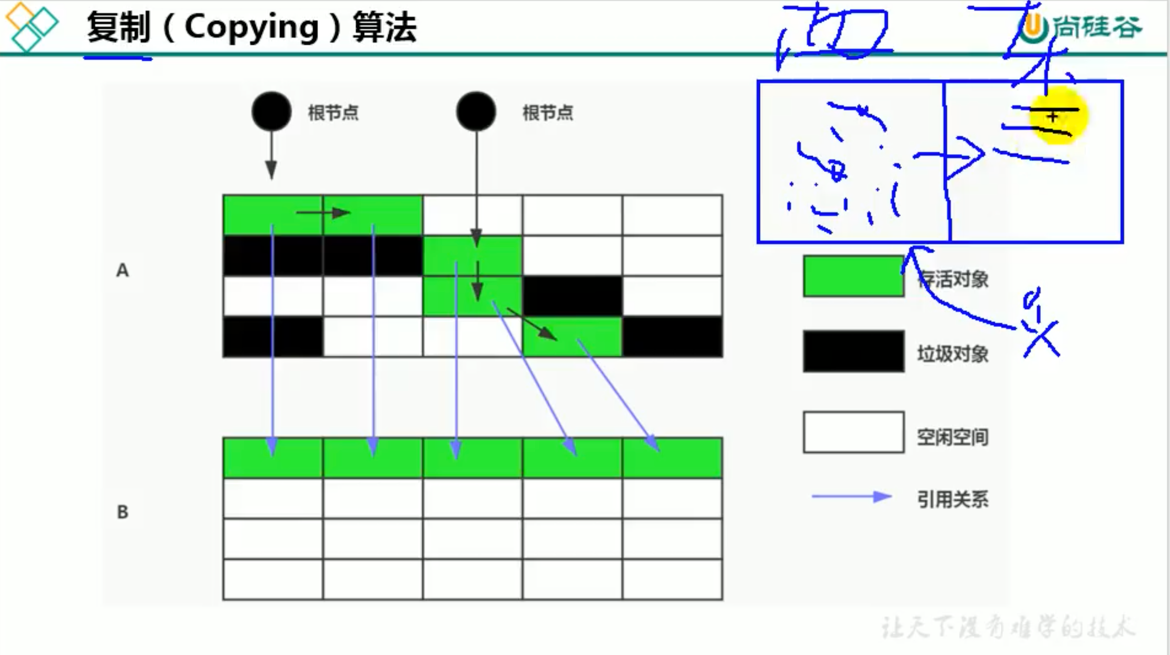 复制（Copying）算法
尚硅谷
根节点
根节点
A
存活对象
垃圾对象
空闲空间
引用关系
B
让天下没有难学的技术